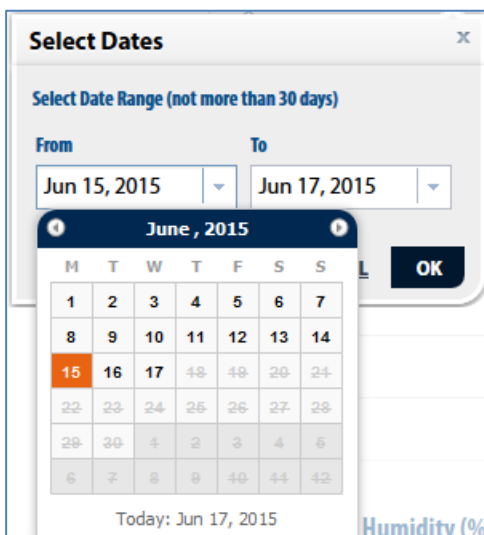 Select Dates x
Select Date Range (not more than 30 days)
From To
Jun 15, 2015 Jun 17, 2015
June , 2015
M T W T F S S
1 2 3 4 5 6 7
8 9 10 11 12 13 14
15 16 17 18 19 20 21
22 23 24 25 26 27 28
29 30 1 2 3 4 5
6 7 8 9 10 11 12
L OK
Today: Jun 17, 2015
Humidity (%